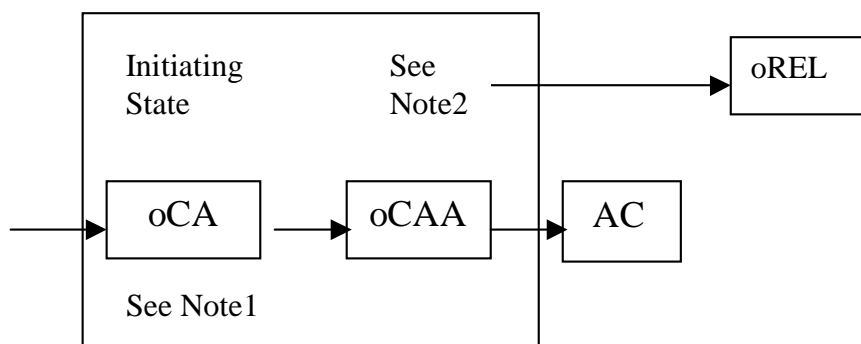 Initiating
State
See
Note2
oREL
oCA
oCAA
AC
See Note1